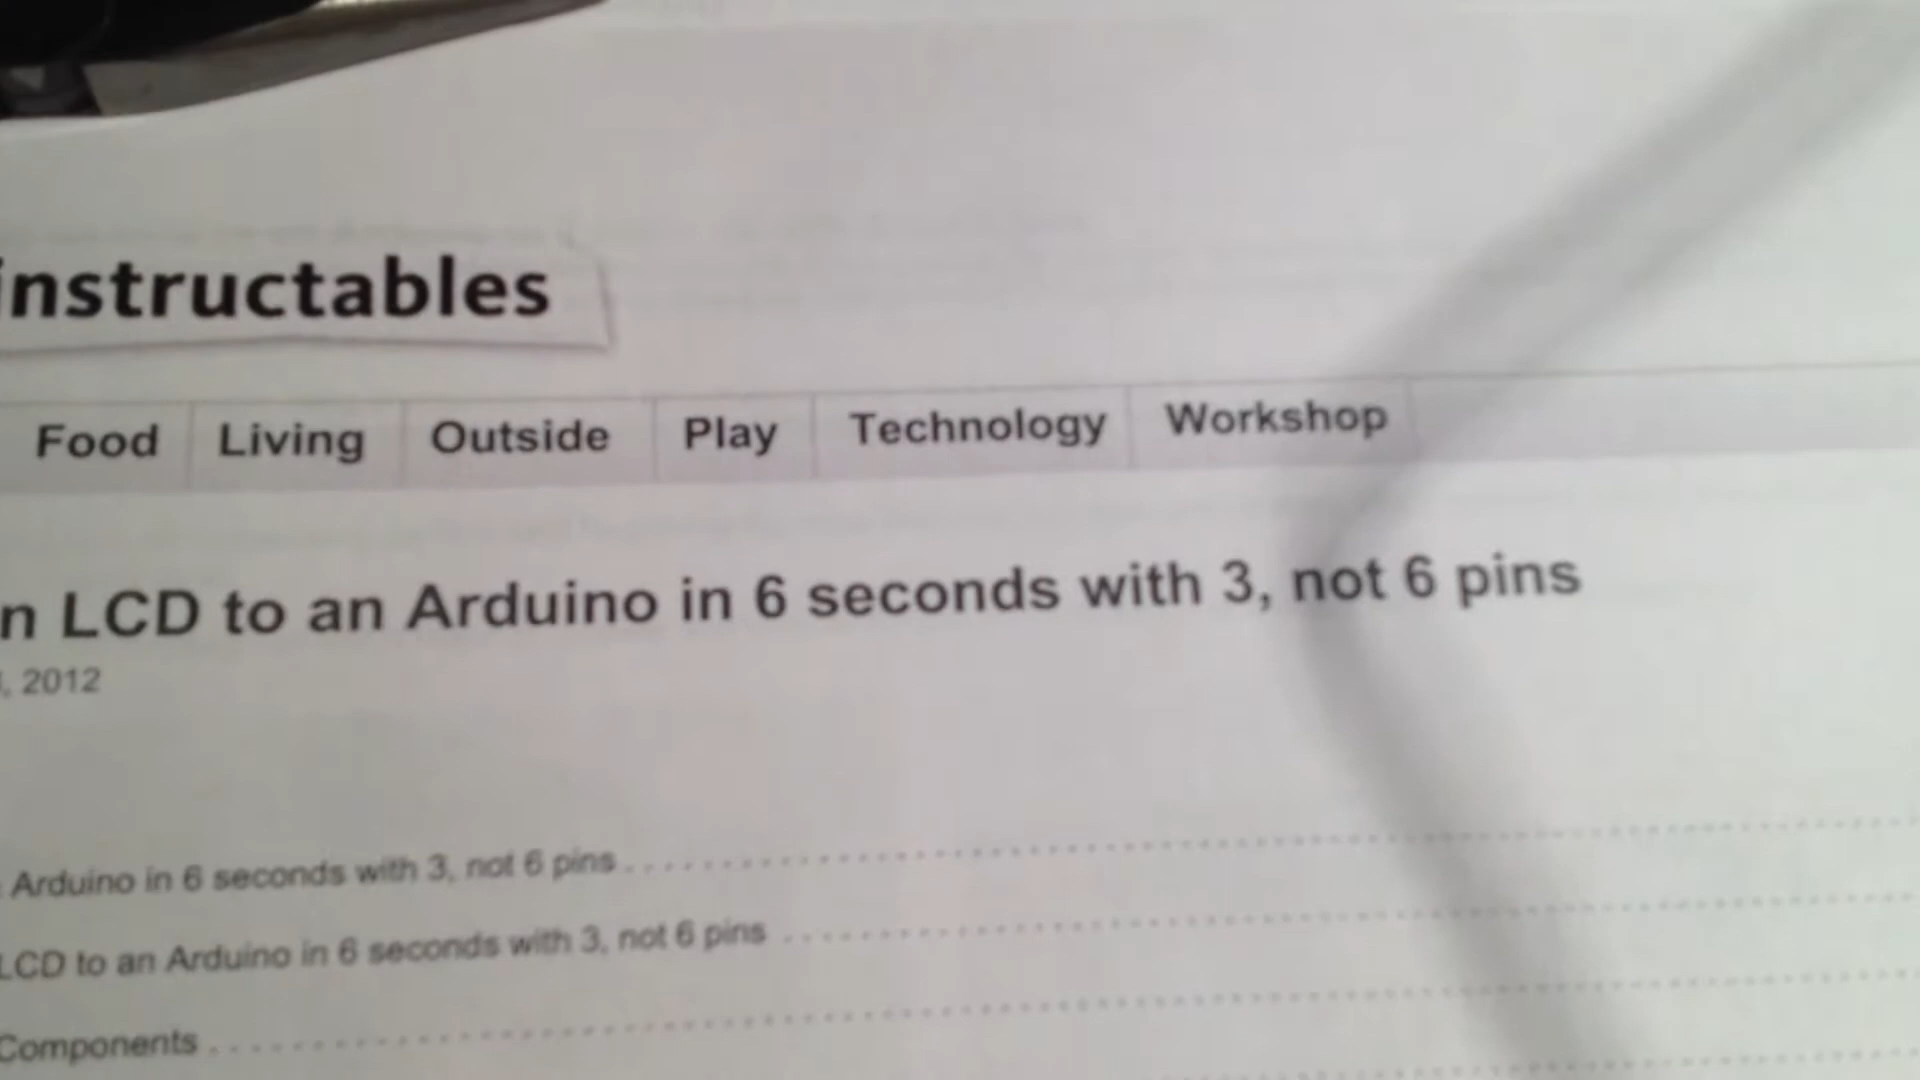 instructables
Food Living Outside Play Technology Workshop
n LCD to an Arduino in 6 seconds with 3, not 6 pins
, 2012
Arduino in 6 seconds with 3, not 6 pins
LCD to an Arduino in 6 seconds with 3, not 6 pins
Components